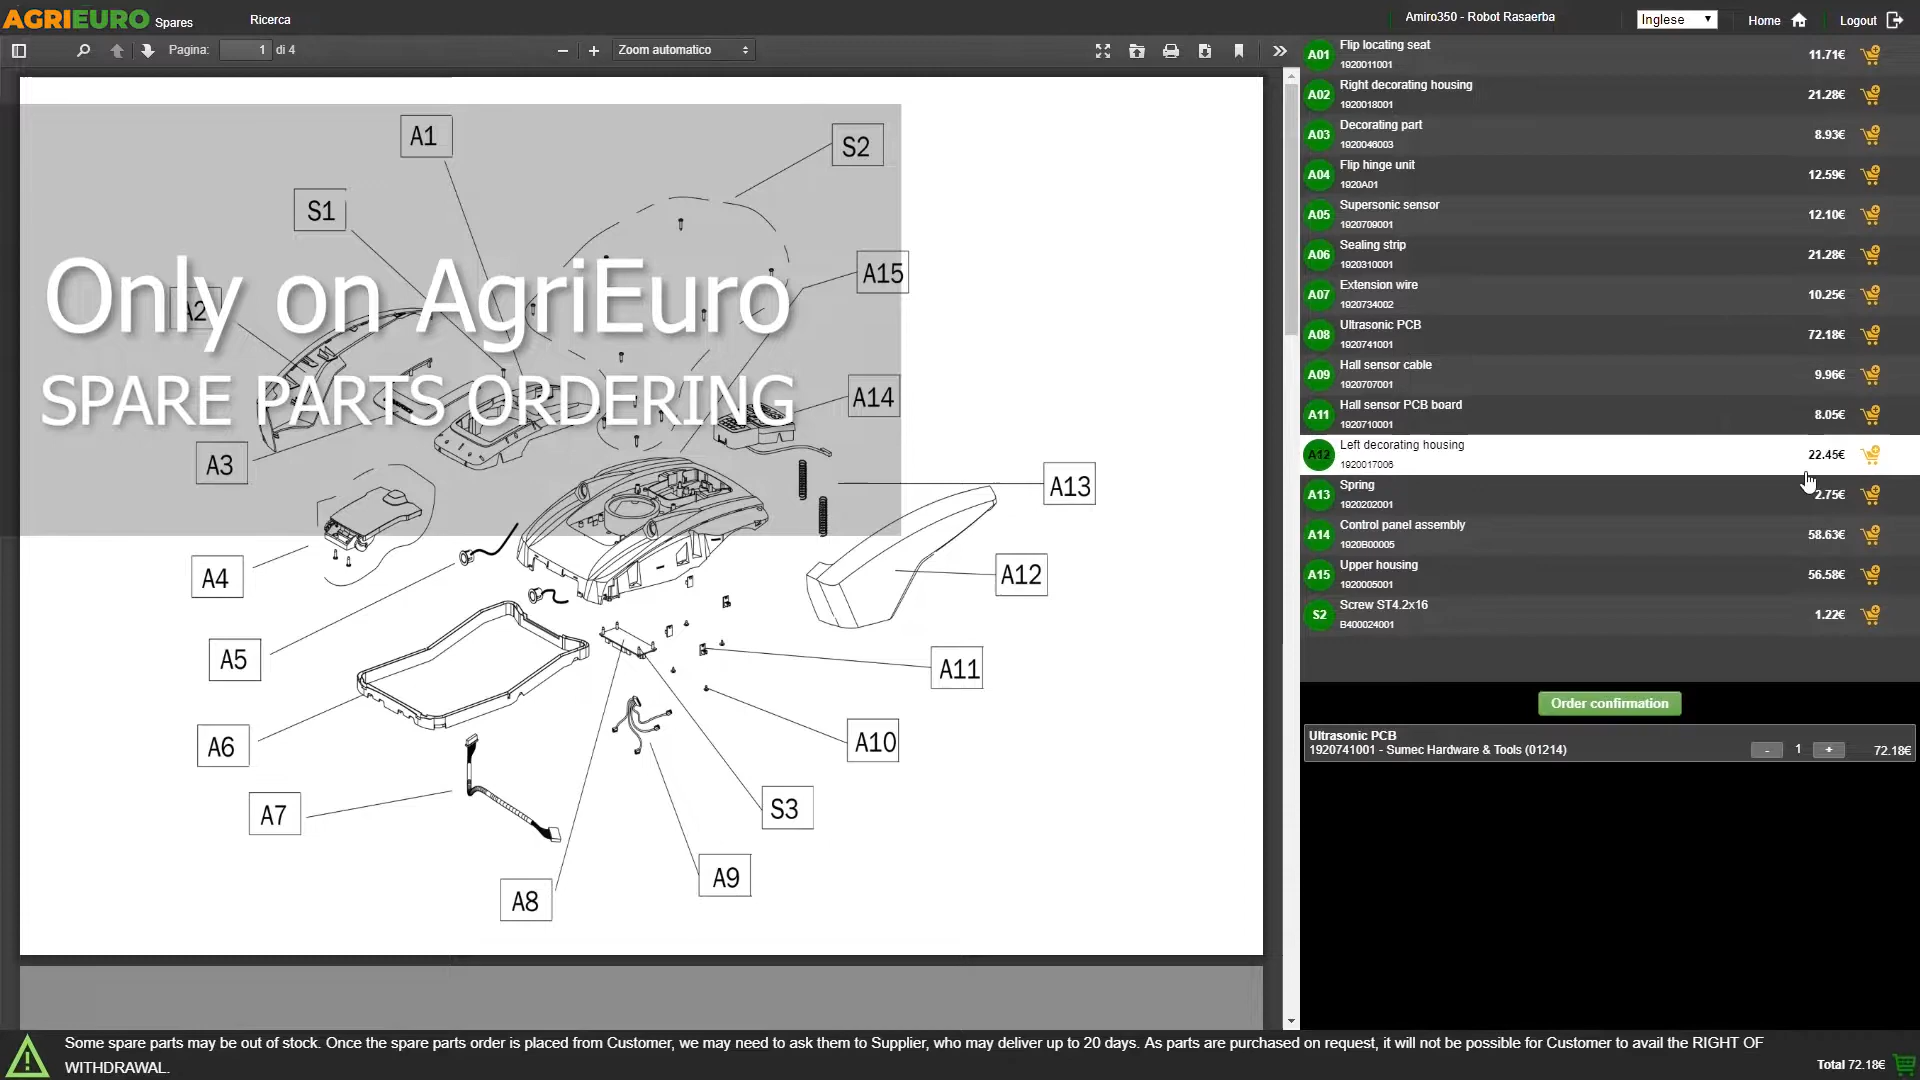 AGRIEURO Spares
Ricerca
Amiro350 - Robot Rasaerba
Inglese
Home
Logout
Pagina:
1
di 4
Zoom automatico
A1
S2
S1
A15
A2
Only on AgriEuro
SPARE PARTS ORDERING
A14
A3
A13
A4
A12
A5
A11
A6
A10
A7
S3
A9
A8
A01
Flip locating seat
1920011001
11.71€
A02
Right decorating housing
1920018001
21.28€
A03
Decorating part
1920046003
8.93€
A04
Flip hinge unit
1920A01
12.59€
A05
Supersonic sensor
1920709001
12.10€
A06
Sealing strip
1920310001
21.28€
A07
Extension wire
1920734002
10.25€
A08
Ultrasonic PCB
1920741001
72.18€
A09
Hall sensor cable
1920707001
9.96€
A11
Hall sensor PCB board
1920710001
8.05€
A12
Left decorating housing
1920017006
22.45€
A13
Spring
1920202001
2.75€
A14
Control panel assembly
1920B00005
58.63€
A15
Upper housing
1920005001
56.58€
S2
Screw ST4.2x16
B400024001
1.22€
Order confirmation
Ultrasonic PCB
1920741001 - Sumec Hardware & Tools (01214)
-
1
+
72.18€
Some spare parts may be out of stock. Once the spare parts order is placed from Customer, we may need to ask them to Supplier, who may deliver up to 20 days. As parts are purchased on request, it will not be possible for Customer to avail the RIGHT OF
WITHDRAWAL.
Total 72.18€